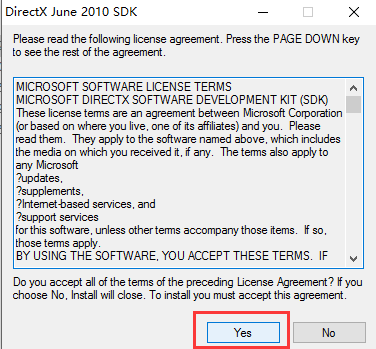 DirectX June 2010 SDK
Please read the following license agreement. Press the PAGE DOWN key
to see the rest of the agreement.
MICROSOFT SOFTWARE LICENSE TERMS
MICROSOFT DIRECTX SOFTWARE DEVELOPMENT KIT (SDK)
These license terms are an agreement between Microsoft Corporation
(or based on where you live, one of its affiliates) and you.  Please
read them.  They apply to the software named above, which includes
the media on which you received it, if any.  The terms also apply to
any Microsoft
?updates,
?supplements,
?Internet-based services, and
?support services
for this software, unless other terms accompany those items.  If so,
those terms apply.
BY USING THE SOFTWARE, YOU ACCEPT THESE TERMS.  IF
Do you accept all of the terms of the preceding License Agreement? If you
choose No, Install will close. To install you must accept this agreement.
Yes
No